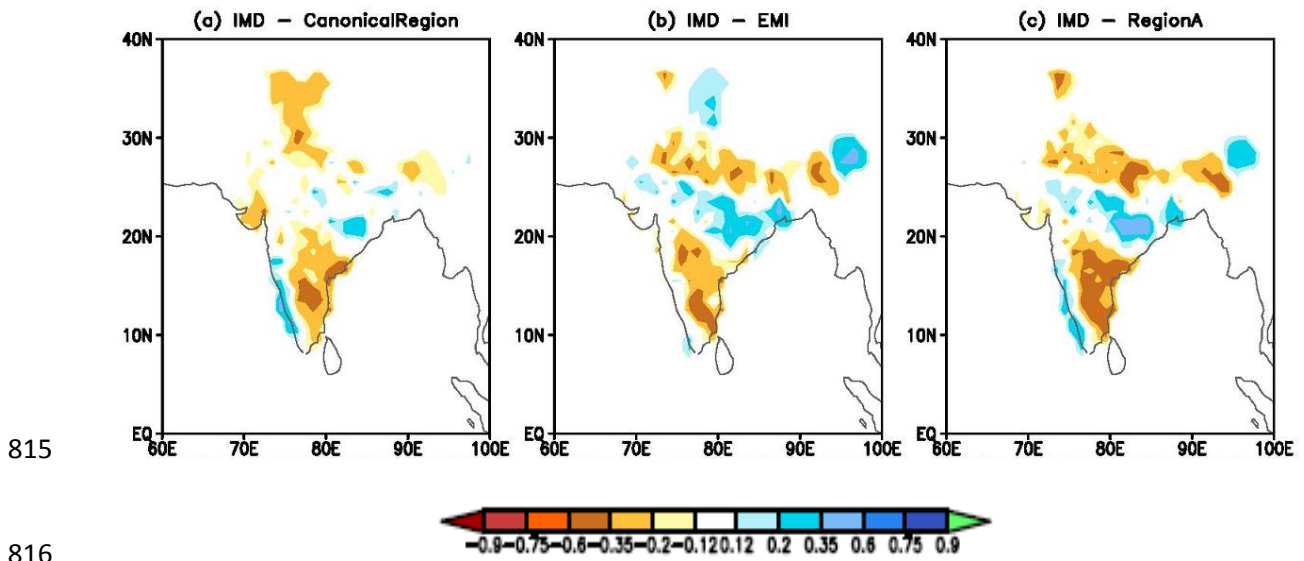 (a) IMD − CanonicalRegion (b) IMD − EMI (c) IMD − RegionA
40N 40N 40N
30N 30N 30N
20N 20N 20N
10N 10N 10N
EQ EQ EQ
60E 70E 80E 90E 100E 60E 70E 80E 90E 100E 60E 70E 80E 90E 100E
815
−0.9 −0.75 −0.6 −0.35 −0.2 −0.12 0.12 0.2 0.35 0.6 0.75 0.9
816